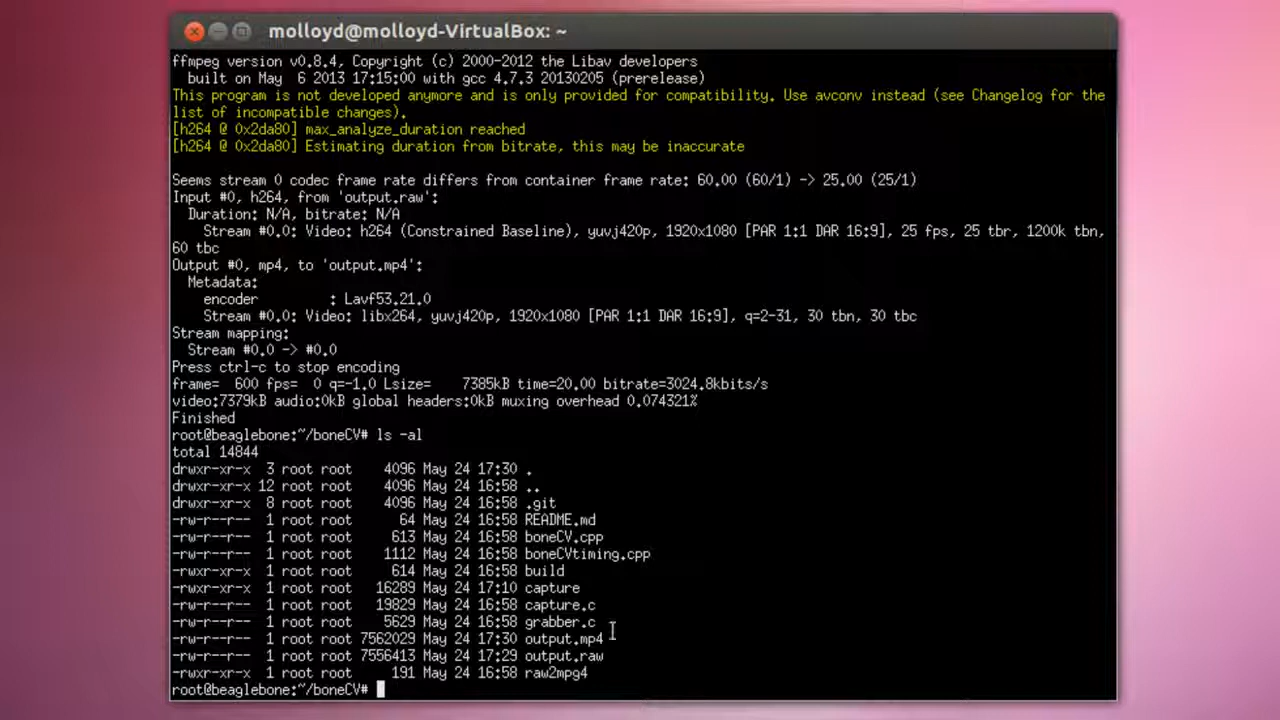 molloyd@molloyd-VirtualBox: ~
ffmpeg version v0.8.4, Copyright (c) 2000-2012 the Libav developers
  built on May  6 2013 17:15:00 with gcc 4.7.3 20130205 (prerelease)
This program is not developed anymore and is only provided for compatibility. Use avconv instead (see Changelog for the
list of incompatible changes).
[h264 @ 0x2da80] max_analyze_duration reached
[h264 @ 0x2da80] Estimating duration from bitrate, this may be inaccurate
Seems stream 0 codec frame rate differs from container frame rate: 60.00 (60/1) -> 25.00 (25/1)
Input #0, h264, from 'output.raw':
  Duration: N/A, bitrate: N/A
    Stream #0.0: Video: h264 (Constrained Baseline), yuvj420p, 1920x1080 [PAR 1:1 DAR 16:9], 25 fps, 25 tbr, 1200k tbn,
60 tbc
Output #0, mp4, to 'output.mp4':
  Metadata:
    encoder         : Lavf53.21.0
    Stream #0.0: Video: libx264, yuvj420p, 1920x1080 [PAR 1:1 DAR 16:9], q=2-31, 30 tbn, 30 tbc
Stream mapping:
  Stream #0.0 -> #0.0
Press ctrl-c to stop encoding
frame=  600 fps=  0 q=-1.0 Lsize=    7385kB time=20.00 bitrate=3024.8kbits/s
video:7379kB audio:0kB global headers:0kB muxing overhead 0.074321%
Finished
root@beaglebone:~/boneCV# ls -al
total 14844
drwxr-xr-x  3 root root    4096 May 24 17:30 .
drwxr-xr-x 12 root root    4096 May 24 16:58 ..
drwxr-xr-x  8 root root    4096 May 24 16:58 .git
-rw-r--r--  1 root root      64 May 24 16:58 README.md
-rw-r--r--  1 root root     613 May 24 16:58 boneCV.cpp
-rw-r--r--  1 root root    1112 May 24 16:58 boneCVtiming.cpp
-rwxr-xr-x  1 root root     614 May 24 16:58 build
-rwxr-xr-x  1 root root   16289 May 24 17:10 capture
-rw-r--r--  1 root root   19829 May 24 16:58 capture.c
-rw-r--r--  1 root root    5629 May 24 16:58 grabber.c
-rw-r--r--  1 root root 7562029 May 24 17:30 output.mp4
-rw-r--r--  1 root root 7556413 May 24 17:29 output.raw
-rwxr-xr-x  1 root root     191 May 24 16:58 raw2mpg4
root@beaglebone:~/boneCV#